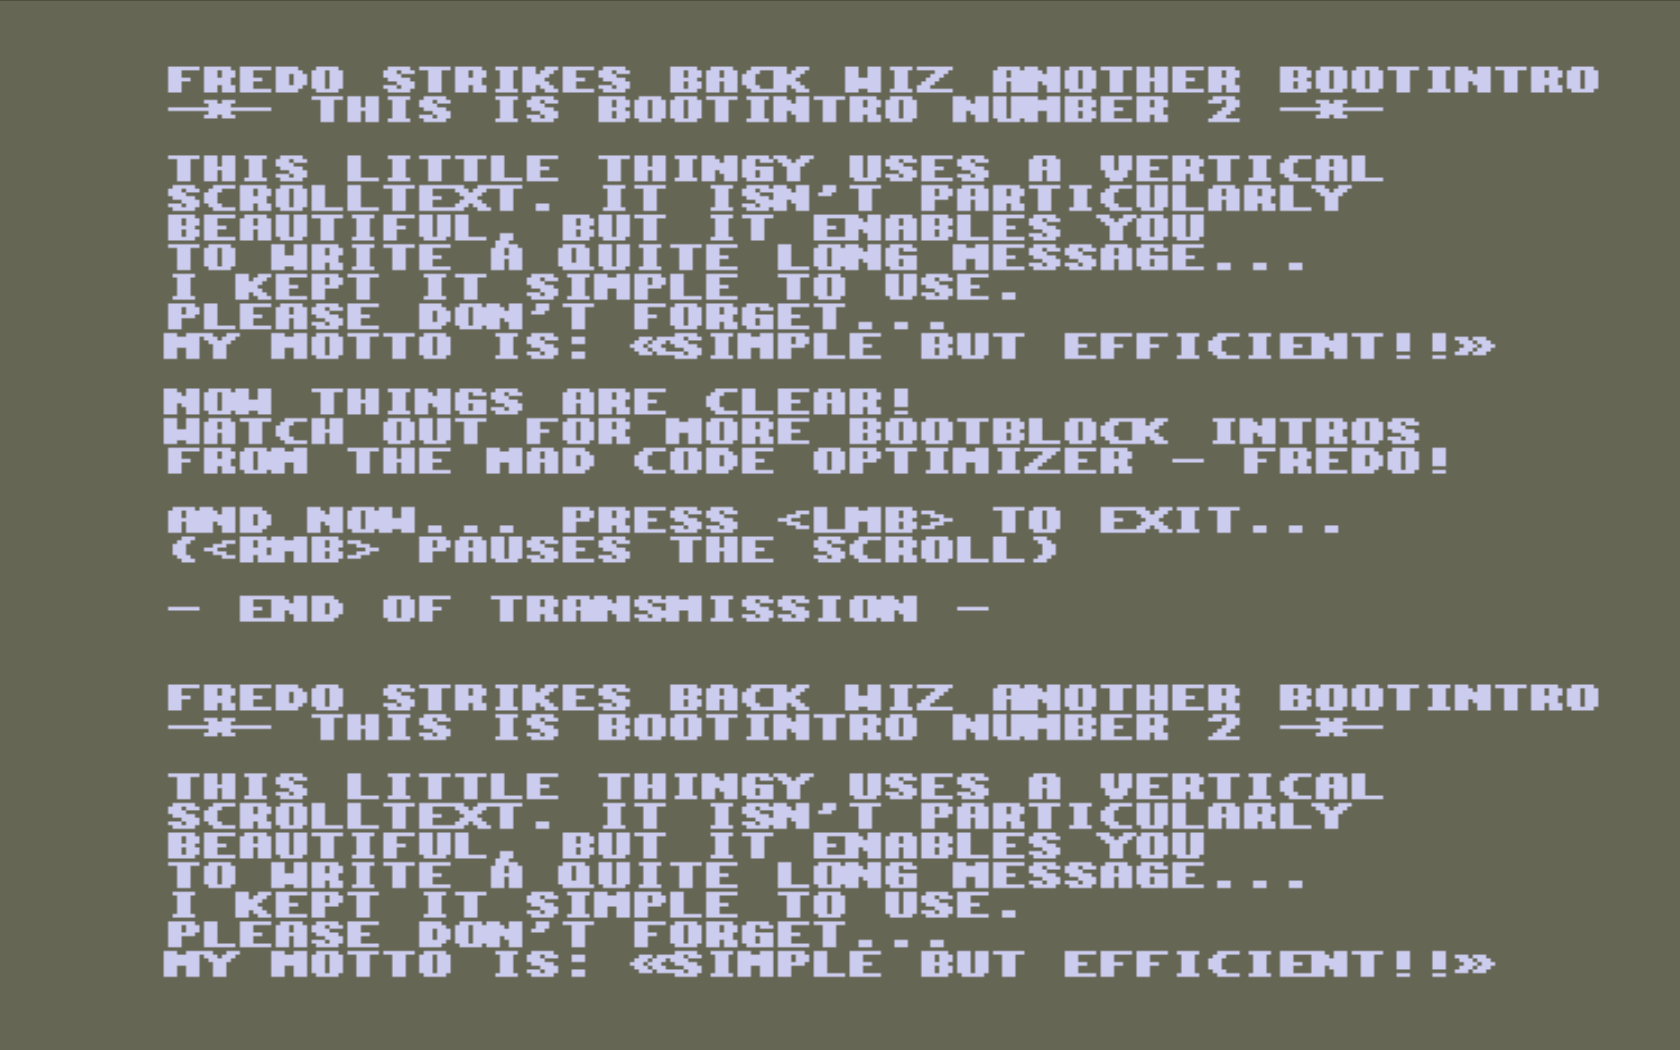 FREDO STRIKES BACK WIZ ANOTHER BOOTINTRO
-*- THIS IS BOOTINTRO NUMBER 2 -*-
THIS LITTLE THINGY USES A VERTICAL
SCROLLTEXT. IT ISN'T PARTICULARLY
BEAUTIFUL, BUT IT ENABLES YOU
TO WRITE A QUITE LONG MESSAGE...
I KEPT IT SIMPLE TO USE.
PLEASE DON'T FORGET...
MY MOTTO IS: «SIMPLE BUT EFFICIENT!!»
NOW THINGS ARE CLEAR!
WATCH OUT FOR MORE BOOTBLOCK INTROS
FROM THE MAD CODE OPTIMIZER - FREDO!
AND NOW... PRESS <LMB> TO EXIT...
(<RMB> PAUSES THE SCROLL)
- END OF TRANSMISSION -
FREDO STRIKES BACK WIZ ANOTHER BOOTINTRO
-*- THIS IS BOOTINTRO NUMBER 2 -*-
THIS LITTLE THINGY USES A VERTICAL
SCROLLTEXT. IT ISN'T PARTICULARLY
BEAUTIFUL, BUT IT ENABLES YOU
TO WRITE A QUITE LONG MESSAGE...
I KEPT IT SIMPLE TO USE.
PLEASE DON'T FORGET...
MY MOTTO IS: «SIMPLE BUT EFFICIENT!!»